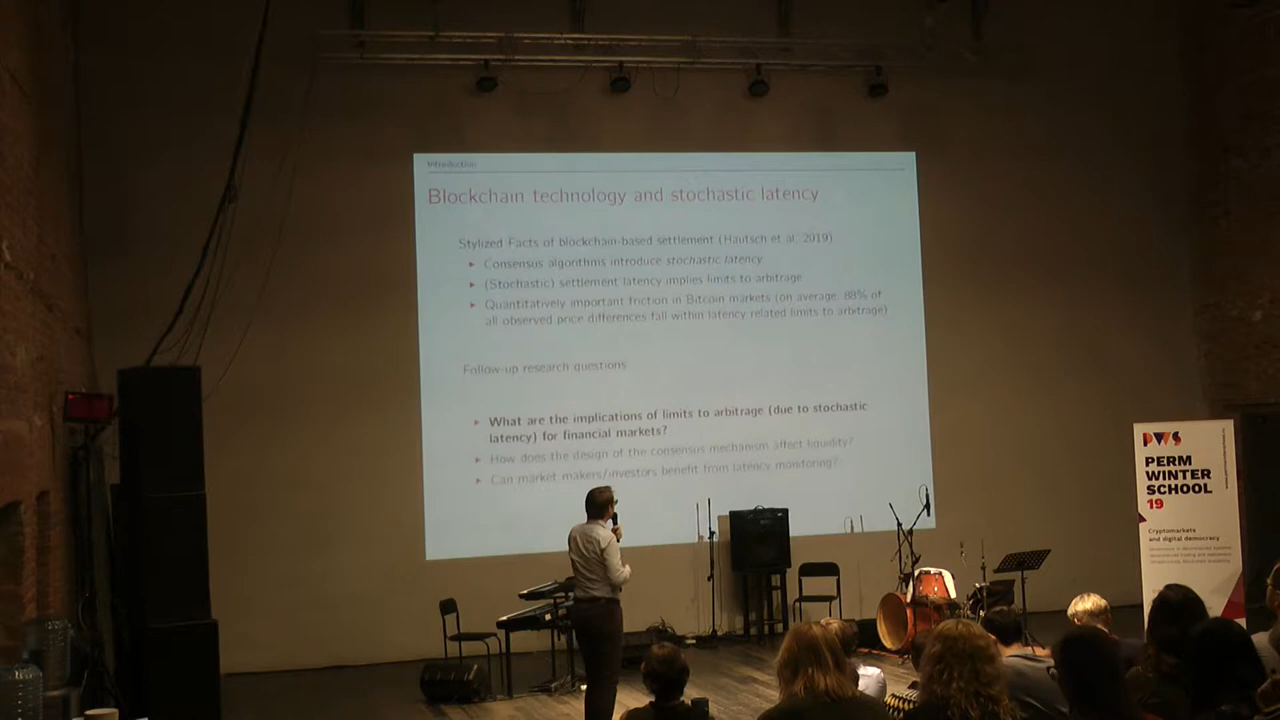 Introduction
Blockchain technology and stochastic latency
Stylized Facts of blockchain-based settlement (Hautsch et al. 2019)
Consensus algorithms introduce stochastic latency
(Stochastic) settlement latency implies limits to arbitrage
Quantitatively important friction in Bitcoin markets (on average, 88% of
all observed price differences fall within latency related limits to arbitrage)
Follow-up research questions
What are the implications of limits to arbitrage (due to stochastic
latency) for financial markets?
How does the design of the consensus mechanism affect liquidity?
Can market makers/investors benefit from latency monitoring?
PWS
PERM
WINTER
SCHOOL
19
Cryptomarkets
and digital democracy